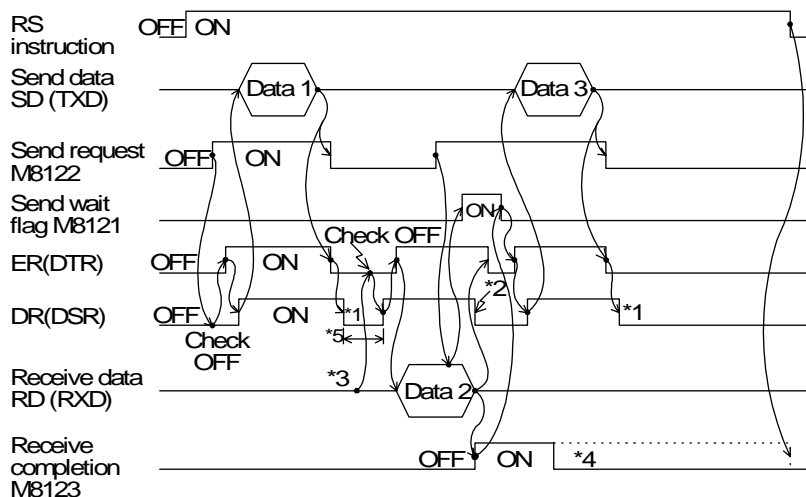 RS
instruction
OFF ON
Send data
SD (TXD)
Data 1
Data 3
Send request
M8122
OFF ON
Send wait
flag M8121
ON
Check OFF
ER(DTR)
OFF ON
*2
DR(DSR)
OFF ON
*1
*1
Check
OFF
*5
*3
Receive data
RD (RXD)
Data 2
Receive
completion
M8123
OFF ON
*4